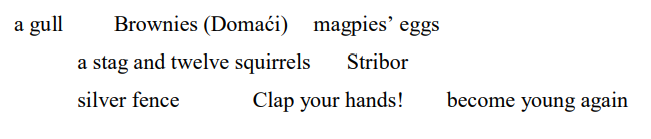 a gull Brownies (Domaći) magpies’ eggs
a stag and twelve squirrels Stribor
silver fence Clap your hands! become young again